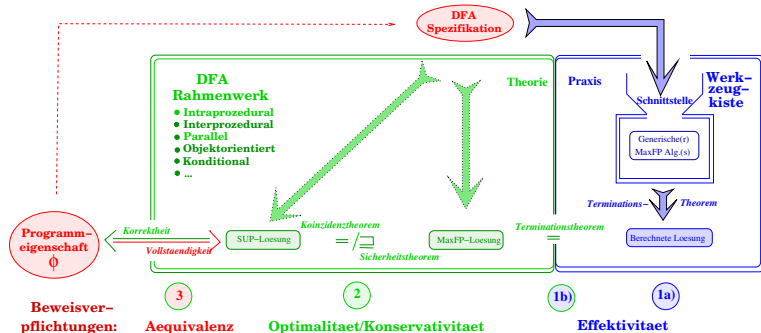 DFA
Spezifikation
DFA
Rahmenwerk
Theorie
Praxis
Werk-
zeug-
kiste
Schnittstelle
Intraprozedural
Interprozedural
Parallel
Objektorientiert
Konditional
...
Generische(r)
MaxFP Alg.(s)
Terminations-
Theorem
Programm-
eigenschaft
ϕ
Korrektheit
Vollstaendigkeit
SUP-Loesung
Koinzidenztheorem
= / ⊒
Sicherheitstheorem
MaxFP-Loesung
Terminationstheorem
=
Berechnete Loesung
Beweisver-
pflichtungen:
3
Aequivalenz
2
Optimalitaet/Konservativitaet
1b)
1a)
Effektivitaet